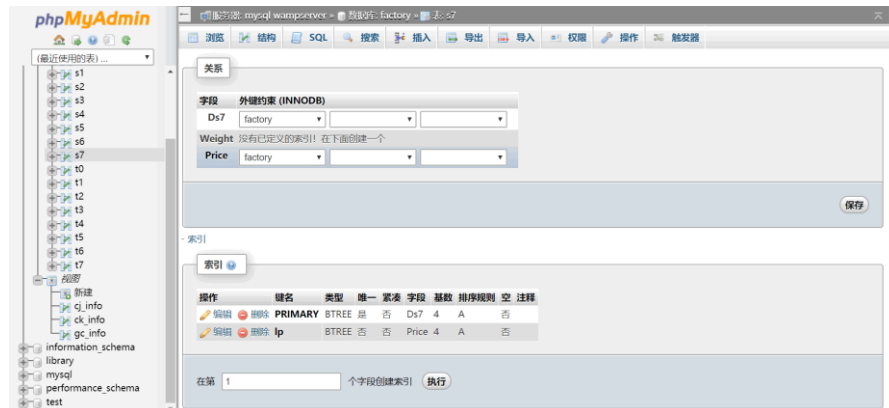 phpMyAdmin
服务器: mysql wampserver » 数据库: factory » 表: s7
浏览 结构 SQL 搜索 插入 导出 导入 权限 操作 触发器
(最近使用的表) ...
s1
s2
s3
s4
s5
s6
s7
t0
t1
t2
t3
t4
t5
t6
t7
视图
新建
cj_info
ck_info
gc_info
information_schema
library
mysql
performance_schema
test
关系
字段 外键约束 (INNODB)
Ds7 factory
Weight 没有已定义的索引! 在下面创建一个
Price factory
保存
- 索引
索引
操作 键名 类型 唯一 紧凑 字段 基数 排序规则 空 注释
编辑 删除 PRIMARY BTREE 是 否 Ds7 4 A 否
编辑 删除 lp BTREE 否 否 Price 4 A 否
在第 1 个字段创建索引 执行